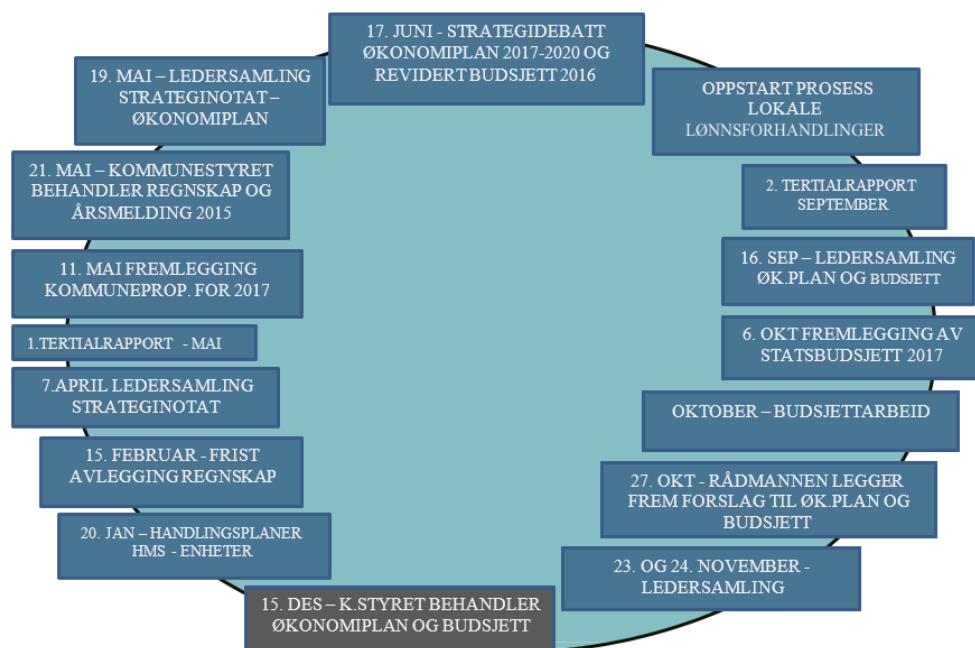 17. JUNI - STRATEGIDEBATT
ØKONOMIPLAN 2017-2020 OG
REVIDERT BUDSJETT 2016
OPPSTART PROSESS
LOKALE
LØNNSFORHANDLINGER
2. TERTIALRAPPORT
SEPTEMBER
16. SEP – LEDERSAMLING
ØK.PLAN OG BUDSJETT
6. OKT FREMLEGGING AV
STATSBUDSJETT 2017
OKTOBER – BUDSJETTARBEID
27. OKT - RÅDMANNEN LEGGER
FREM FORSLAG TIL ØK.PLAN OG
BUDSJETT
23. OG 24. NOVEMBER -
LEDERSAMLING
15. DES – K.STYRET BEHANDLER
ØKONOMIPLAN OG BUDSJETT
20. JAN – HANDLINGSPLANER
HMS - ENHETER
15. FEBRUAR - FRIST
AVLEGGING REGNSKAP
7.APRIL LEDERSAMLING
STRATEGINOTAT
1.TERTIALRAPPORT - MAI
11. MAI FREMLEGGING
KOMMUNEPROP. FOR 2017
21. MAI – KOMMUNESTYRET
BEHANDLER REGNSKAP OG
ÅRSMELDING 2015
19. MAI – LEDERSAMLING
STRATEGINOTAT –
ØKONOMIPLAN